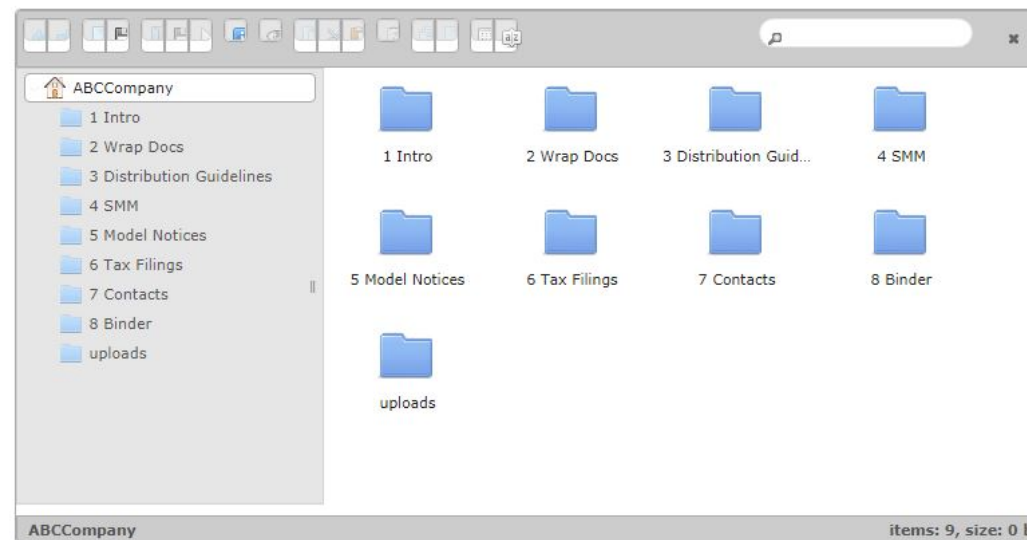 ABCCompany
1 Intro
2 Wrap Docs
3 Distribution Guidelines
4 SMM
5 Model Notices
6 Tax Filings
7 Contacts
8 Binder
uploads
1 Intro 2 Wrap Docs 3 Distribution Guid... 4 SMM
5 Model Notices 6 Tax Filings 7 Contacts 8 Binder
uploads
ABCCompany items: 9, size: 0